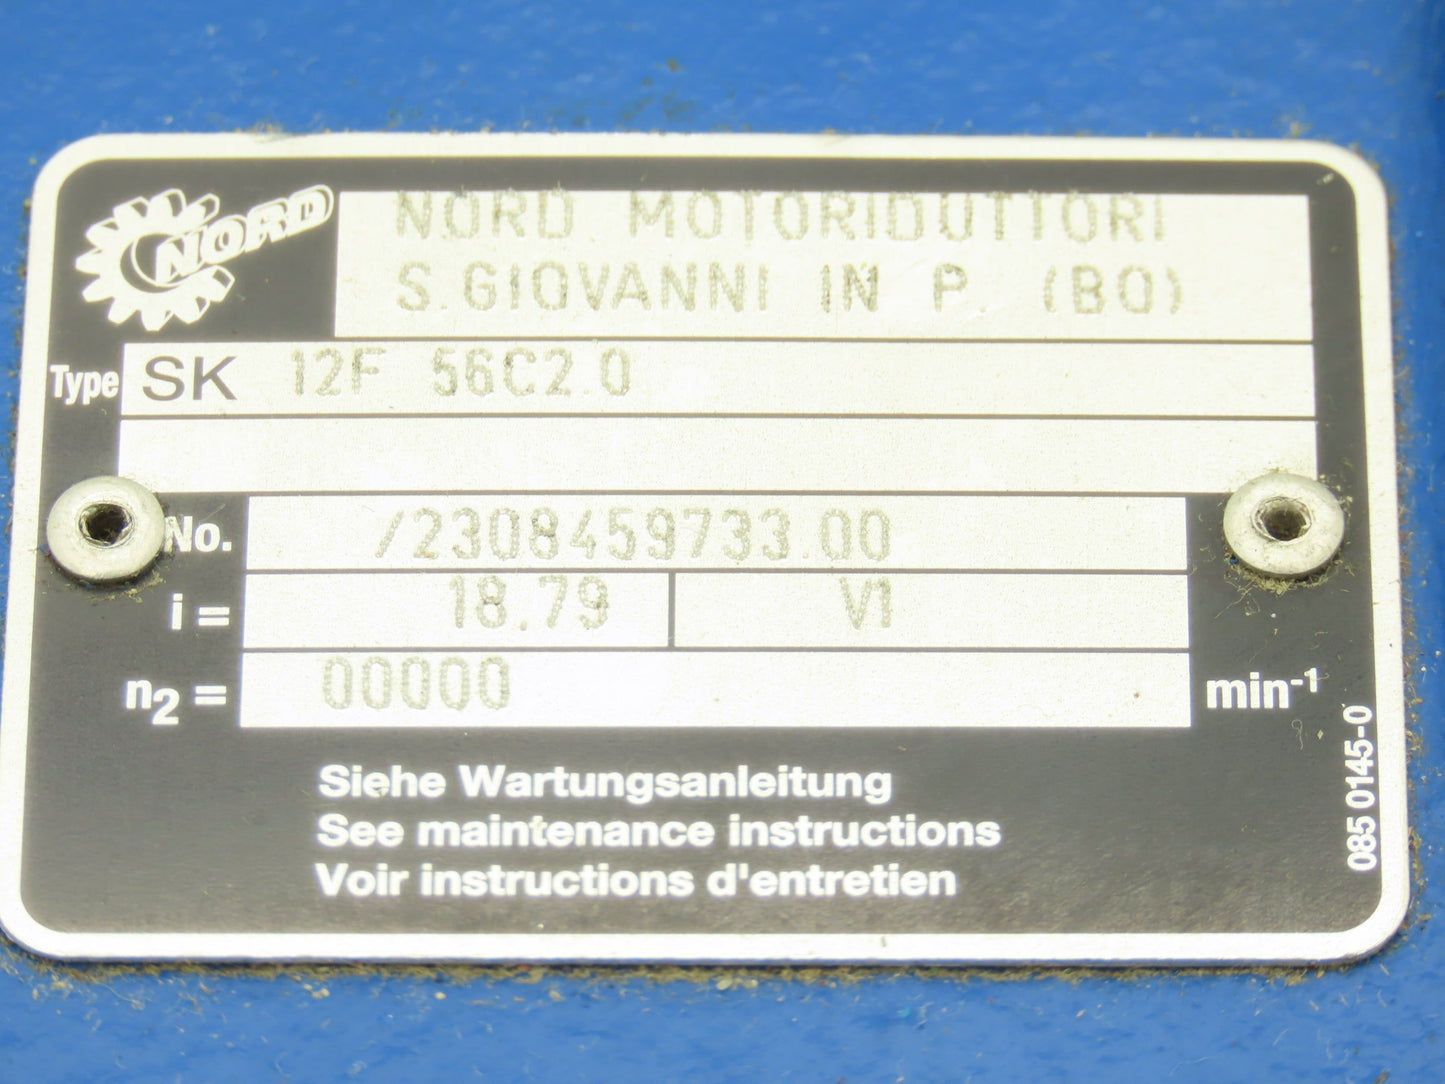 NORD
NORD MOTORIDUTTORI
S.GIOVANNI IN P. (BO)
Type SK 12F 56C2.0
No. /2308459733.00
i = 18.79 V1
n2 = 00000 min-1
Siehe Wartungsanleitung
See maintenance instructions
Voir instructions d'entretien
085 0145-0